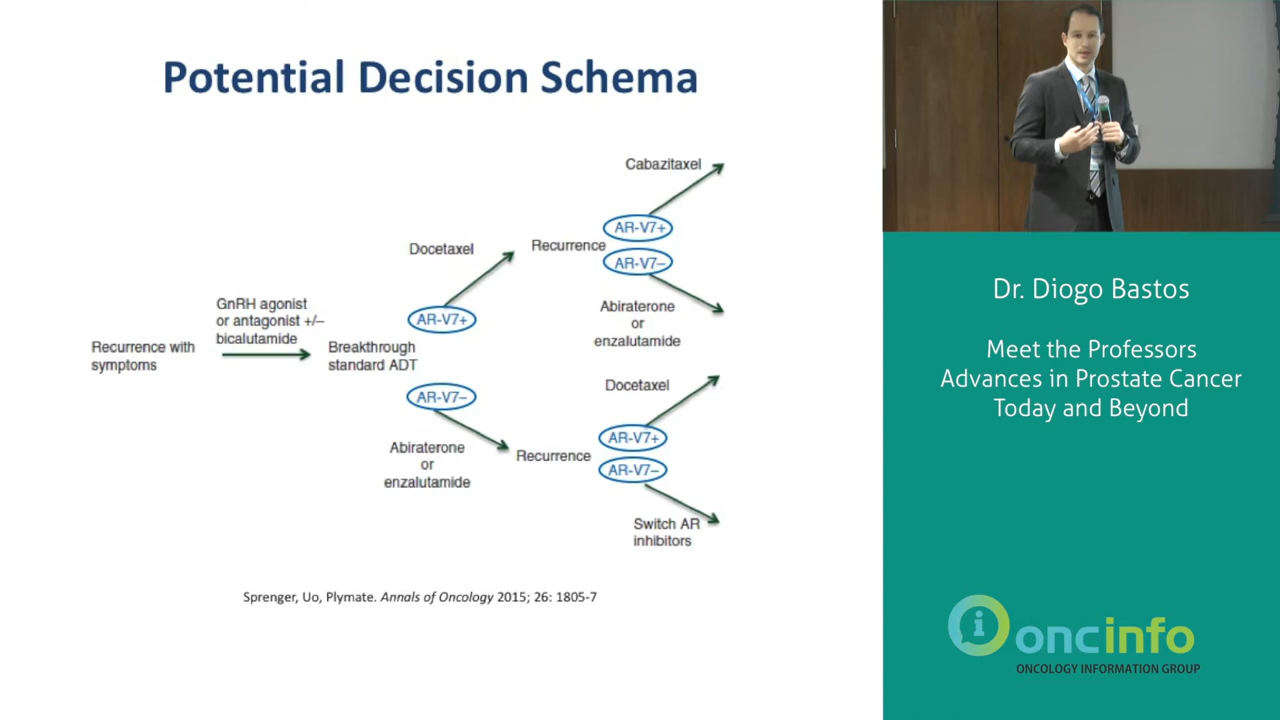 Potential Decision Schema
Cabazitaxel
AR-V7+
Docetaxel
Recurrence
AR-V7–
GnRH agonist
or antagonist +/–
bicalutamide
AR-V7+
Abiraterone
or
enzalutamide
Recurrence with
symptoms
Breakthrough
standard ADT
Docetaxel
AR-V7–
AR-V7+
Abiraterone
or
enzalutamide
Recurrence
AR-V7–
Switch AR
inhibitors
Sprenger, Uo, Plymate. Annals of Oncology 2015; 26: 1805-7
Dr. Diogo Bastos
Meet the Professors
Advances in Prostate Cancer
Today and Beyond
i oncinfo
ONCOLOGY INFORMATION GROUP